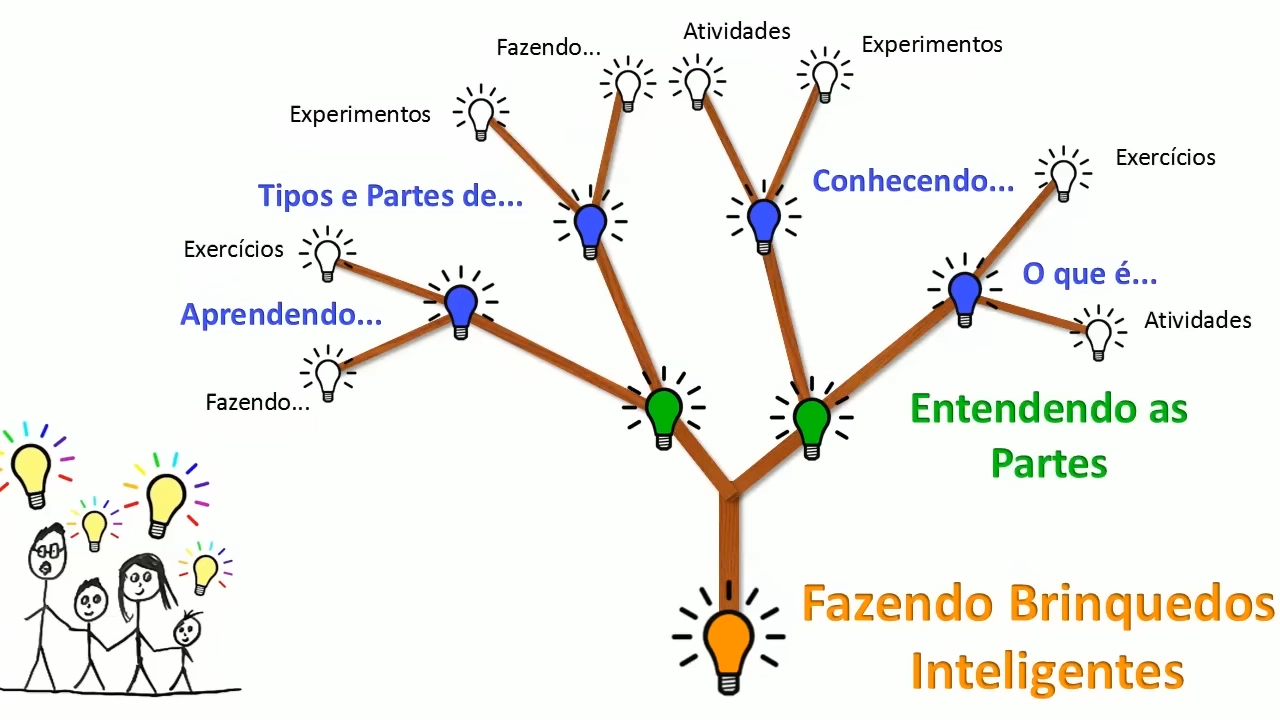 Atividades
Fazendo...
Experimentos
Experimentos
Exercícios
Conhecendo...
Tipos e Partes de...
Exercícios
O que é...
Aprendendo...
Atividades
Fazendo...
Entendendo as
Partes
Fazendo Brinquedos
Inteligentes